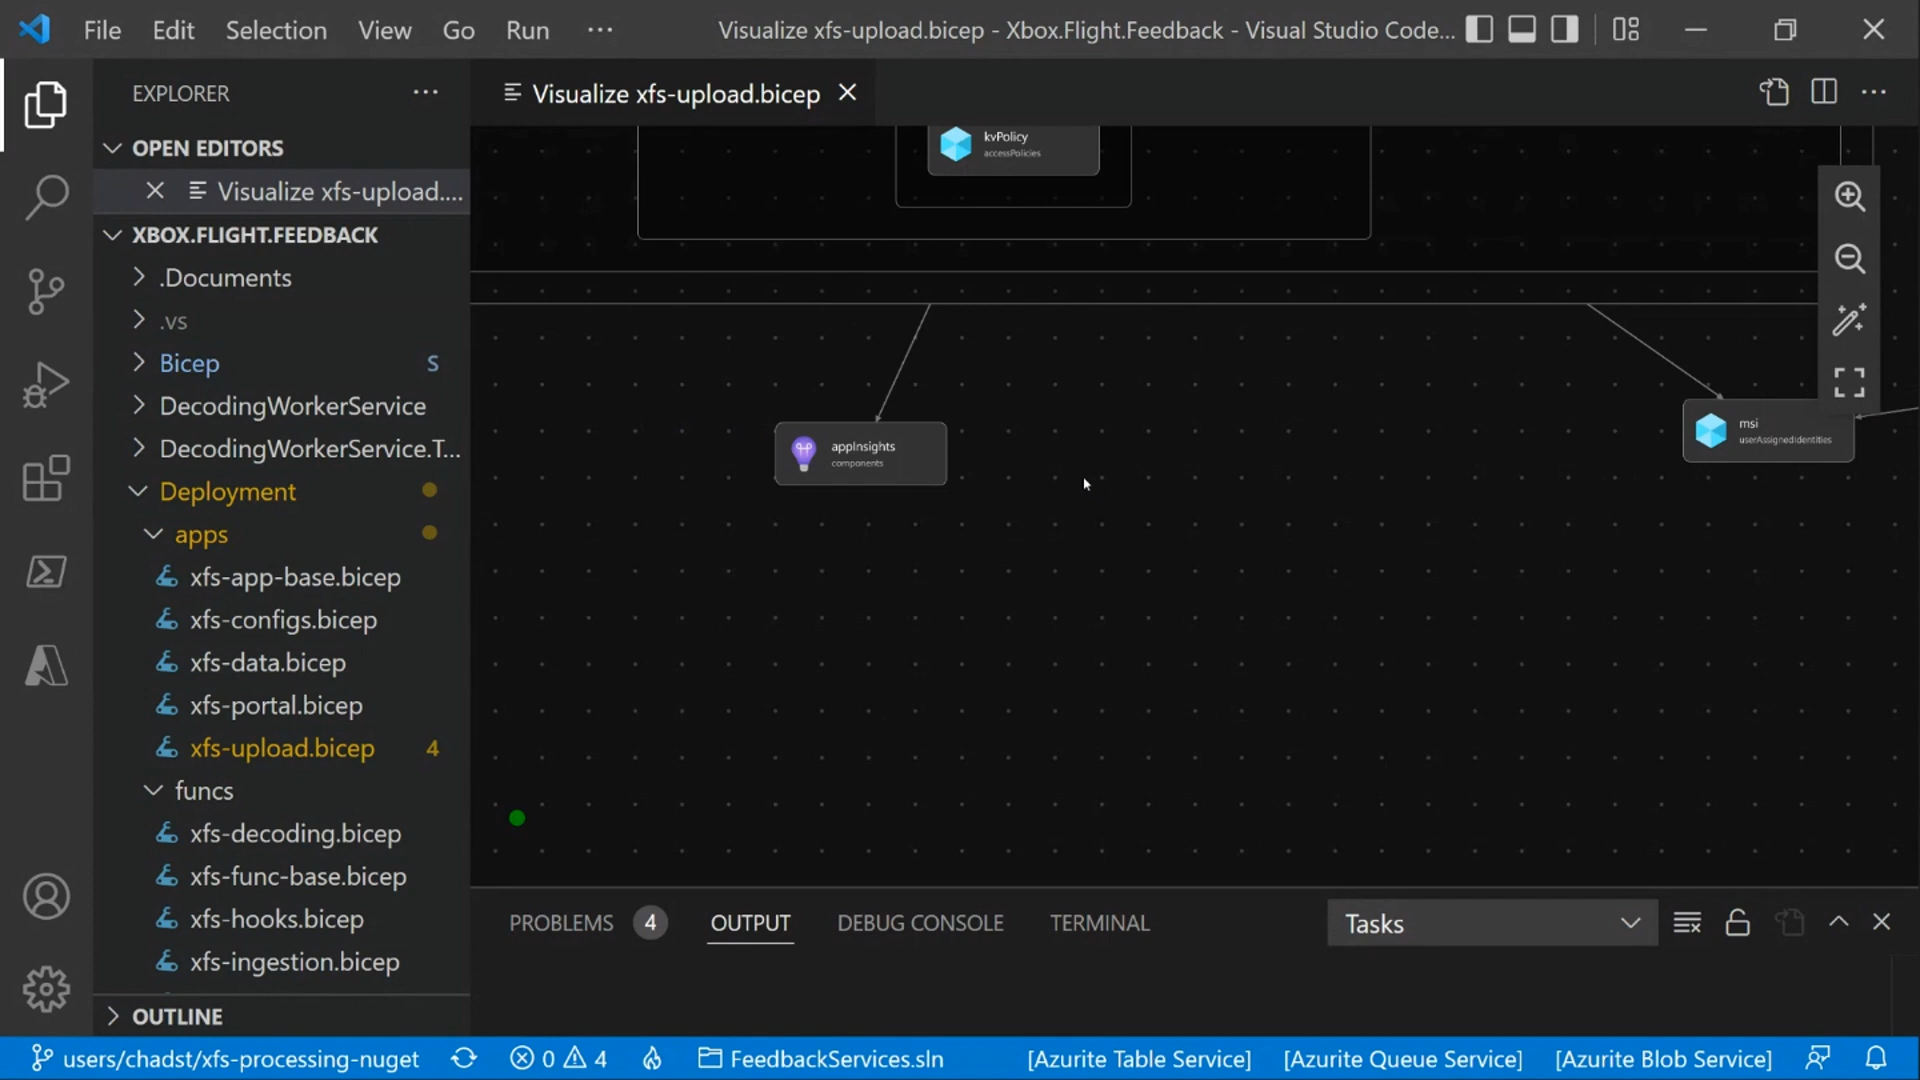 File Edit Selection View Go Run ··· Visualize xfs-upload.bicep - Xbox.Flight.Feedback - Visual Studio Code...
EXPLORER ···
Visualize xfs-upload.bicep
OPEN EDITORS
Visualize xfs-upload....
XBOX.FLIGHT.FEEDBACK
.Documents
.vs
Bicep S
DecodingWorkerService
DecodingWorkerService.T...
Deployment
apps
xfs-app-base.bicep
xfs-configs.bicep
xfs-data.bicep
xfs-portal.bicep
xfs-upload.bicep 4
funcs
xfs-decoding.bicep
xfs-func-base.bicep
xfs-hooks.bicep
xfs-ingestion.bicep
OUTLINE
kvPolicy
accessPolicies
appInsights
components
msi
userAssignedIdentities
PROBLEMS 4 OUTPUT DEBUG CONSOLE TERMINAL Tasks
users/chadst/xfs-processing-nuget 0 4 FeedbackServices.sln [Azurite Table Service] [Azurite Queue Service] [Azurite Blob Service]